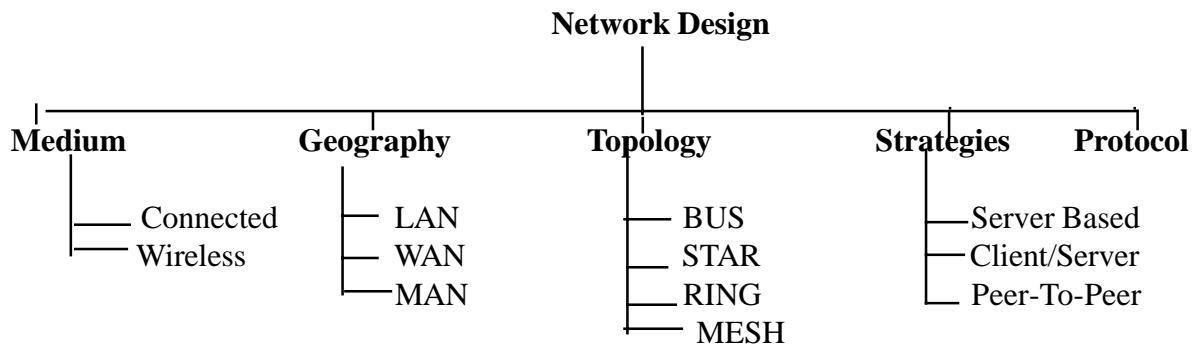 Network Design
Medium Geography Topology Strategies Protocol
Connected LAN BUS Server Based
Wireless WAN STAR Client/Server
MAN RING Peer-To-Peer
MESH